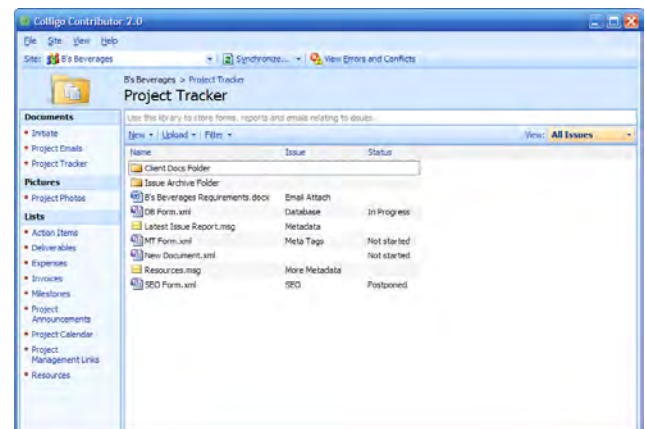 Colligo Contributor 2.0
File Site View Help
Site: B's Beverages Synchronize... View Errors and Conflicts
B's Beverages > Project Tracker
Project Tracker
Use this library to store forms, reports and emails relating to issues.
New Upload Filter View: All Issues
Documents
Initiate
Project Emails
Project Tracker
Pictures
Project Photos
Lists
Action Items
Deliverables
Expenses
Invoices
Milestones
Project
Announcements
Project Calendar
Project
Management Links
Resources
Name Issue Status
Client Docs Folder
Issue Archive Folder
B's Beverages Requirements.docx Email Attach
DB Form.xml Database In Progress
Latest Issue Report.msg Metadata
MT Form.xml Meta Tags Not started
New Document.xml Not started
Resources.msg More Metadata
SEO Form.xml SEO Postponed